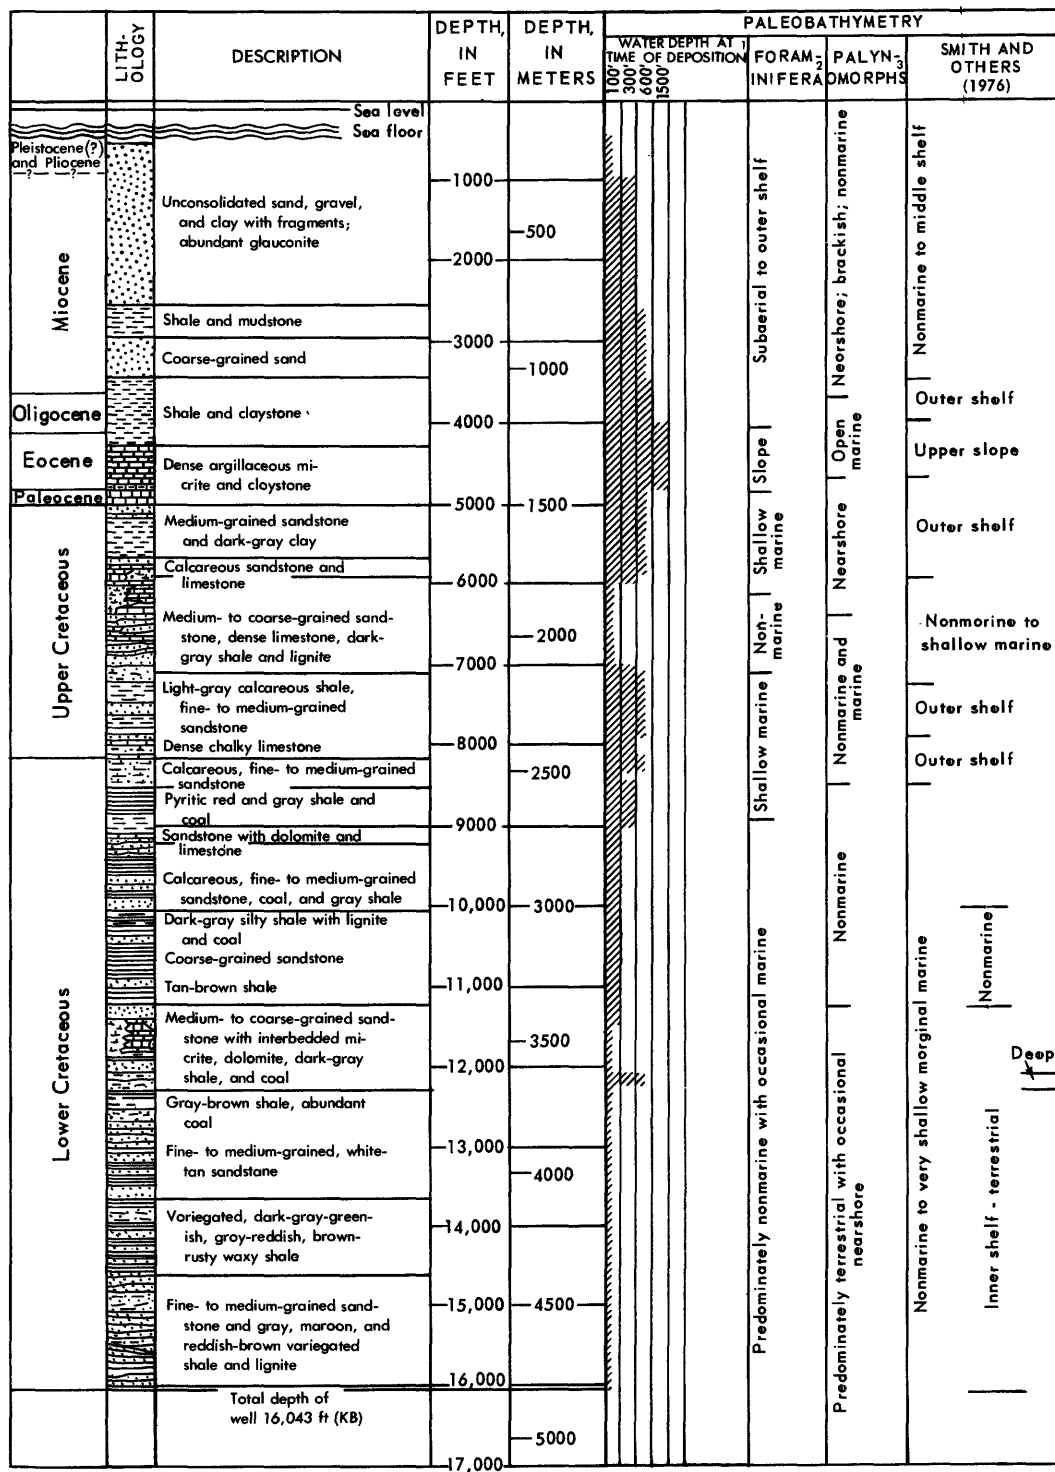 LITH-
OLOGY
DESCRIPTION
DEPTH,
IN
FEET
DEPTH,
IN
METERS
PALEOBATHYMETRY
WATER DEPTH AT 1
TIME OF DEPOSITION
100'
300'
600'
1500'
FORAM-2
INIFERA
PALYN-3
OMORPHS
SMITH AND
OTHERS
(1976)
Sea level
Sea floor
Pleistocene(?)
and Pliocene
? ?
Miocene
Oligocene
Eocene
Paleocene
Upper Cretaceous
Lower Cretaceous
Unconsolidated sand, gravel,
and clay with fragments;
abundant glauconite
Shale and mudstone
Coarse-grained sand
Shale and claystone
Dense argillaceous mi-
crite and cloystone
Medium-grained sandstone
and dark-gray clay
Calcareous sandstone and
limestone
Medium- to coarse-grained sand-
stone, dense limestone, dark-
gray shale and lignite
Light-gray calcareous shale,
fine- to medium-grained
sandstone
Dense chalky limestone
Calcareous, fine- to medium-grained
sandstone
Pyritic red and gray shale and
coal
Sandstone with dolomite and
limestone
Calcareous, fine- to medium-grained
sandstone, coal, and gray shale
Dark-gray silty shale with lignite
and coal
Coarse-grained sandstone
Tan-brown shale
Medium- to coarse-grained sand-
stone with interbedded mi-
crite, dolomite, dark-gray
shale, and coal
Gray-brown shale, abundant
coal
Fine- to medium-grained, white-
tan sandstane
Voriegated, dark-gray-green-
ish, groy-reddish, brown-
rusty waxy shale
Fine- to medium-grained sand-
stone and gray, maroon, and
reddish-brown variegated
shale and lignite
Total depth of
well 16,043 ft (KB)
1000
2000
3000
4000
5000
6000
7000
8000
9000
10,000
11,000
12,000
13,000
14,000
15,000
16,000
17,000
500
1000
1500
2000
2500
3000
3500
4000
4500
5000
Subaerial to outer shelf
Slope
Shallow
marine
Non-
marine
Shallow marine
Predominately nonmarine with occasional marine
Neorshore; brackish; nonmarine
Open
marine
Nearshore
Nonmarine and
marine
Nonmarine
Predominately terrestrial with occasional
nearshore
Nonmarine to middle shelf
Outer shelf
Upper slope
Outer shelf
Nonmorine to
shallow marine
Outer shelf
Outer shelf
Nonmarine to very shallow morginal marine
Nonmarine
Deep
Inner shelf - terrestrial